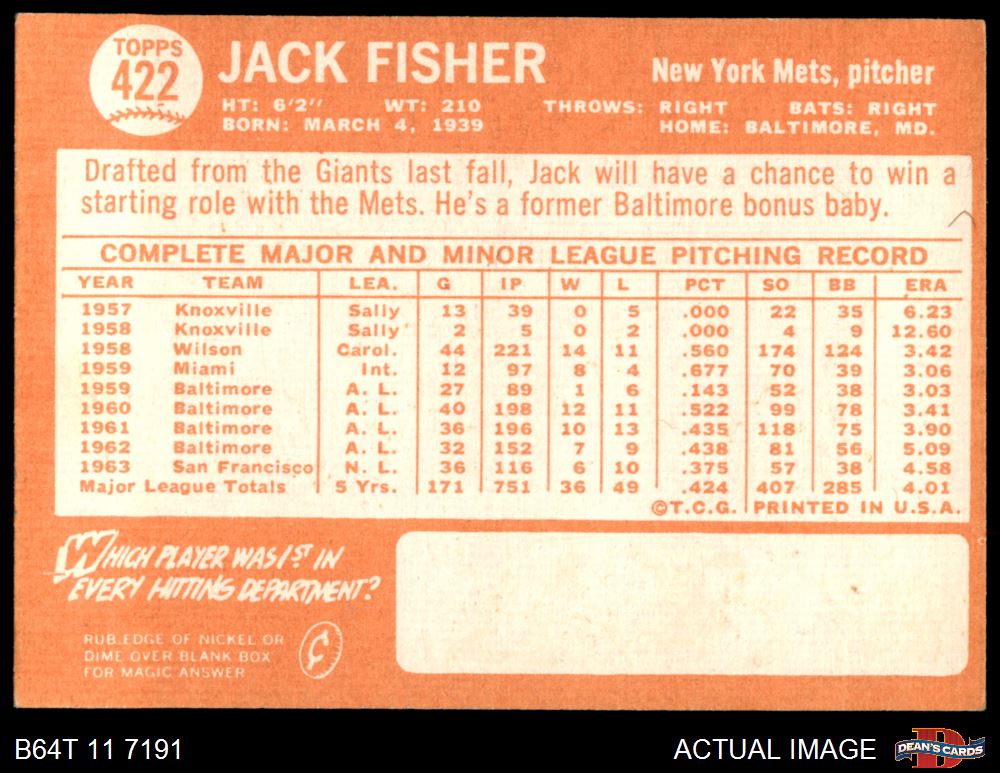 TOPPS
422
JACK FISHER
New York Mets, pitcher
HT: 6'2" WT: 210 THROWS: RIGHT BATS: RIGHT
BORN: MARCH 4, 1939 HOME: BALTIMORE, MD.
Drafted from the Giants last fall, Jack will have a chance to win a
starting role with the Mets. He's a former Baltimore bonus baby.
COMPLETE MAJOR AND MINOR LEAGUE PITCHING RECORD
YEAR TEAM LEA. G IP W L PCT SO BB ERA
1957 Knoxville Sally 13 39 0 5 .000 22 35 6.23
1958 Knoxville Sally 2 5 0 2 .000 4 9 12.60
1958 Wilson Carol. 44 221 14 11 .560 174 124 3.42
1959 Miami Int. 12 97 8 4 .677 70 39 3.06
1959 Baltimore A. L. 27 89 1 6 .143 52 38 3.03
1960 Baltimore A. L. 40 198 12 11 .522 99 78 3.41
1961 Baltimore A. L. 36 196 10 13 .435 118 75 3.90
1962 Baltimore A. L. 32 152 7 9 .438 81 56 5.09
1963 San Francisco N. L. 36 116 6 10 .375 57 38 4.58
Major League Totals 5 Yrs. 171 751 36 49 .424 407 285 4.01
©T.C.G. PRINTED IN U.S.A.
WHICH PLAYER WAS 1ST IN
EVERY HITTING DEPARTMENT?
RUB EDGE OF NICKEL OR
DIME OVER BLANK BOX
FOR MAGIC ANSWER
¢
B64T 11 7191
ACTUAL IMAGE
D
DEAN'S CARDS